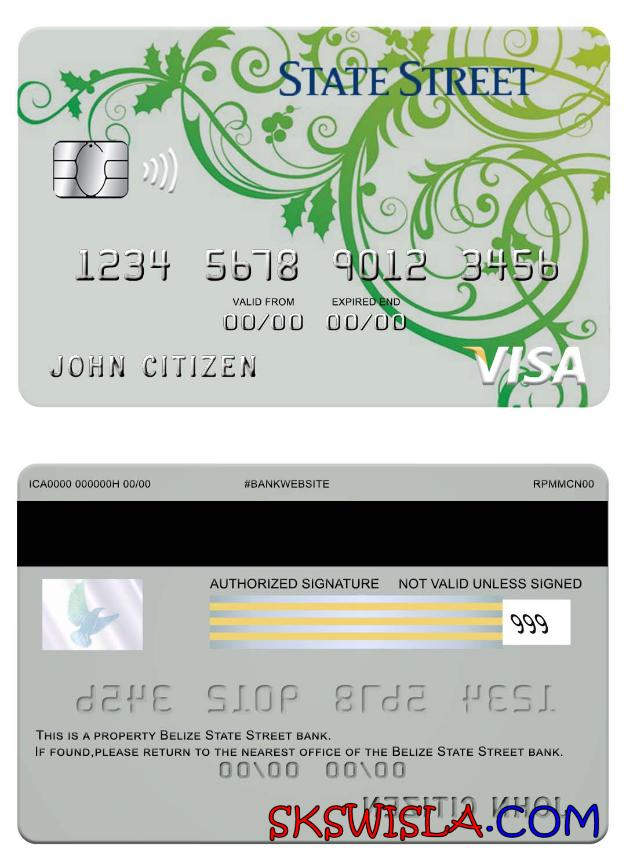 STATE STREET
1234 5678 9012 3456
VALID FROM EXPIRED END
00/00 00/00
JOHN CITIZEN
VISA
ICA0000 000000H 00/00 #BANKWEBSITE RPMMCN00
AUTHORIZED SIGNATURE NOT VALID UNLESS SIGNED
999
1234 5678 9012 3456
THIS IS A PROPERTY BELIZE STATE STREET BANK.
IF FOUND,PLEASE RETURN TO THE NEAREST OFFICE OF THE BELIZE STATE STREET BANK.
00/00 00/00
JOHN CITIZEN
SKSWISLA.COM